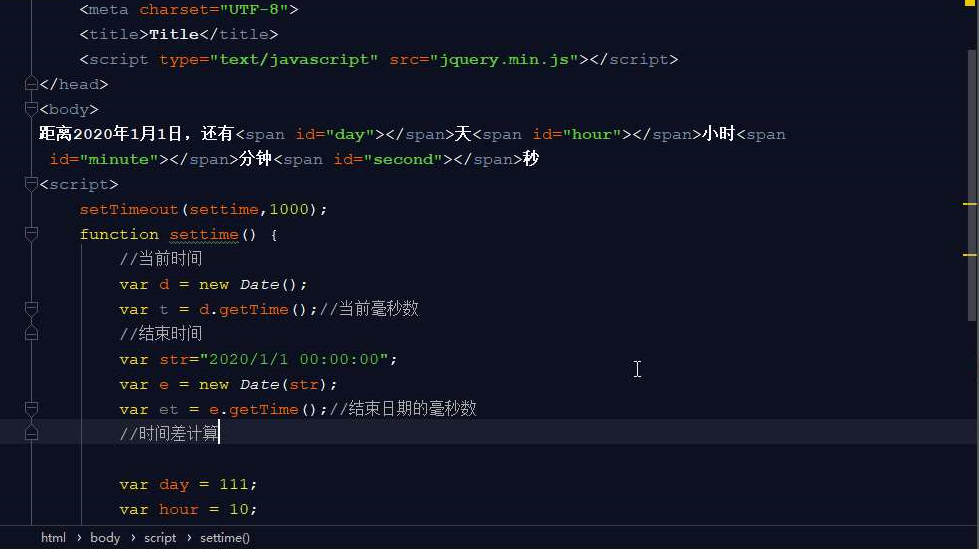 <meta charset="UTF-8">
<title>Title</title>
<script type="text/javascript" src="jquery.min.js"></script>
</head>
<body>
距离2020年1月1日，还有<span id="day"></span>天<span id="hour"></span>小时<span
id="minute"></span>分钟<span id="second"></span>秒
<script>
setTimeout(settime,1000);
function settime() {
//当前时间
var d = new Date();
var t = d.getTime();//当前毫秒数
//结束时间
var str="2020/1/1 00:00:00";
var e = new Date(str);
var et = e.getTime();//结束日期的毫秒数
//时间差计算
var day = 111;
var hour = 10;
html › body › script › settime()